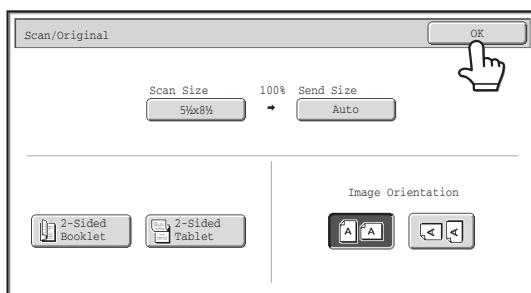 Scan/Original
OK
Scan Size
100%
Send Size
5½x8½
Auto
Image Orientation
2-Sided
Booklet
2-Sided
Tablet
A A
A A